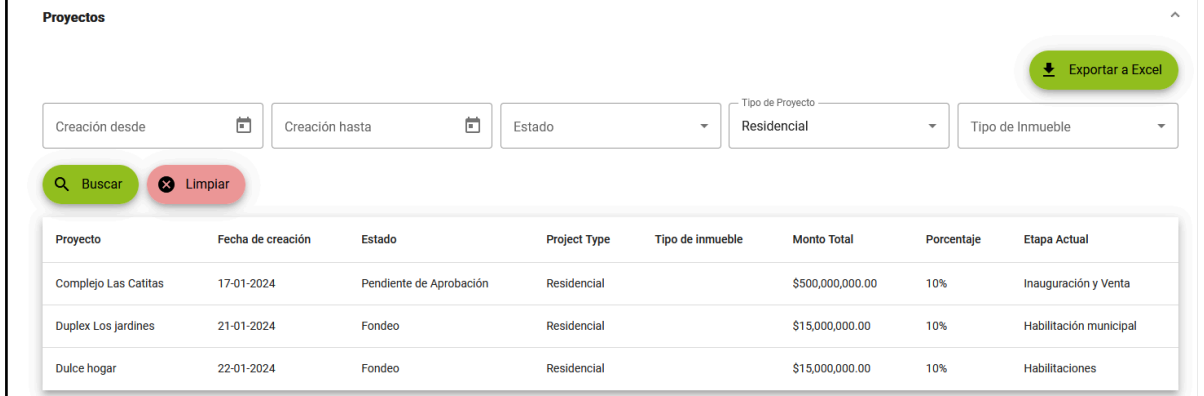 Proyectos
Exportar a Excel
Creación desde Creación hasta Estado Tipo de Proyecto Residencial Tipo de Inmueble
Buscar Limpiar
Proyecto Fecha de creación Estado Project Type Tipo de inmueble Monto Total Porcentaje Etapa Actual
Complejo Las Catitas 17-01-2024 Pendiente de Aprobación Residencial $500,000,000.00 10% Inauguración y Venta
Duplex Los jardines 21-01-2024 Fondeo Residencial $15,000,000.00 10% Habilitación municipal
Dulce hogar 22-01-2024 Fondeo Residencial $15,000,000.00 10% Habilitaciones